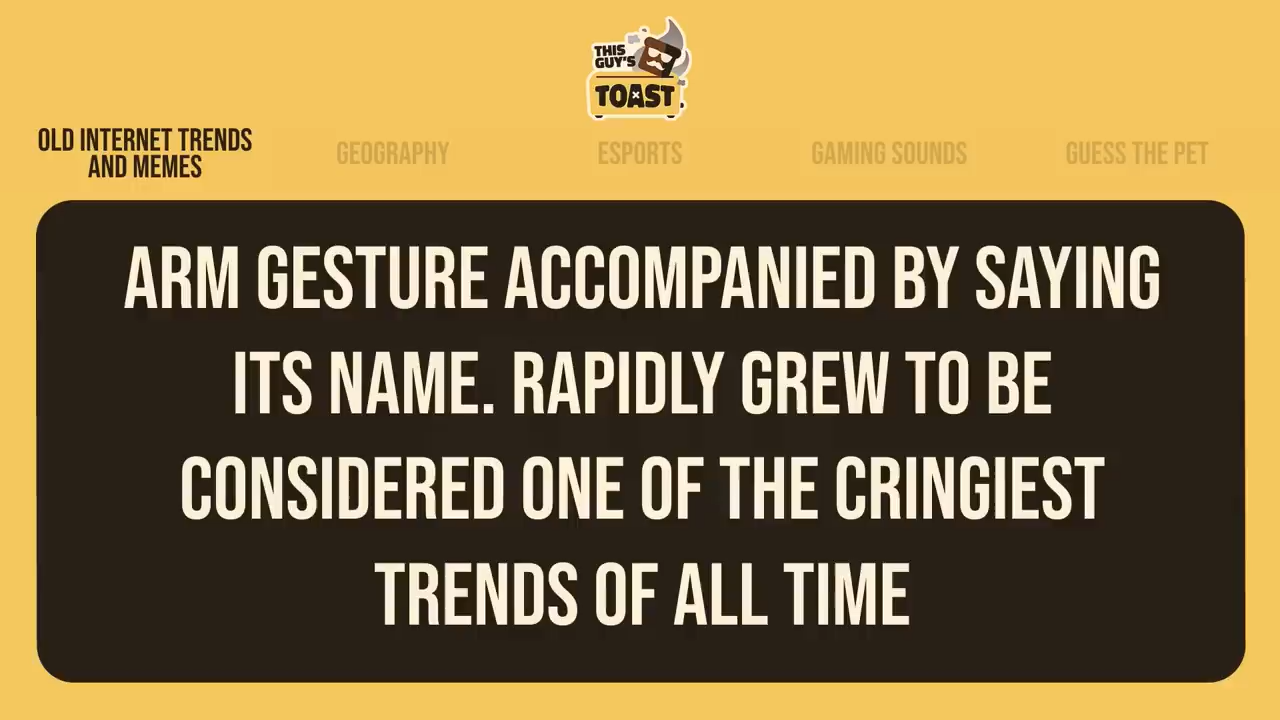 THIS
GUY'S
TOAST
OLD INTERNET TRENDS
AND MEMES
GEOGRAPHY
ESPORTS
GAMING SOUNDS
GUESS THE PET
ARM GESTURE ACCOMPANIED BY SAYING
ITS NAME. RAPIDLY GREW TO BE
CONSIDERED ONE OF THE CRINGIEST
TRENDS OF ALL TIME